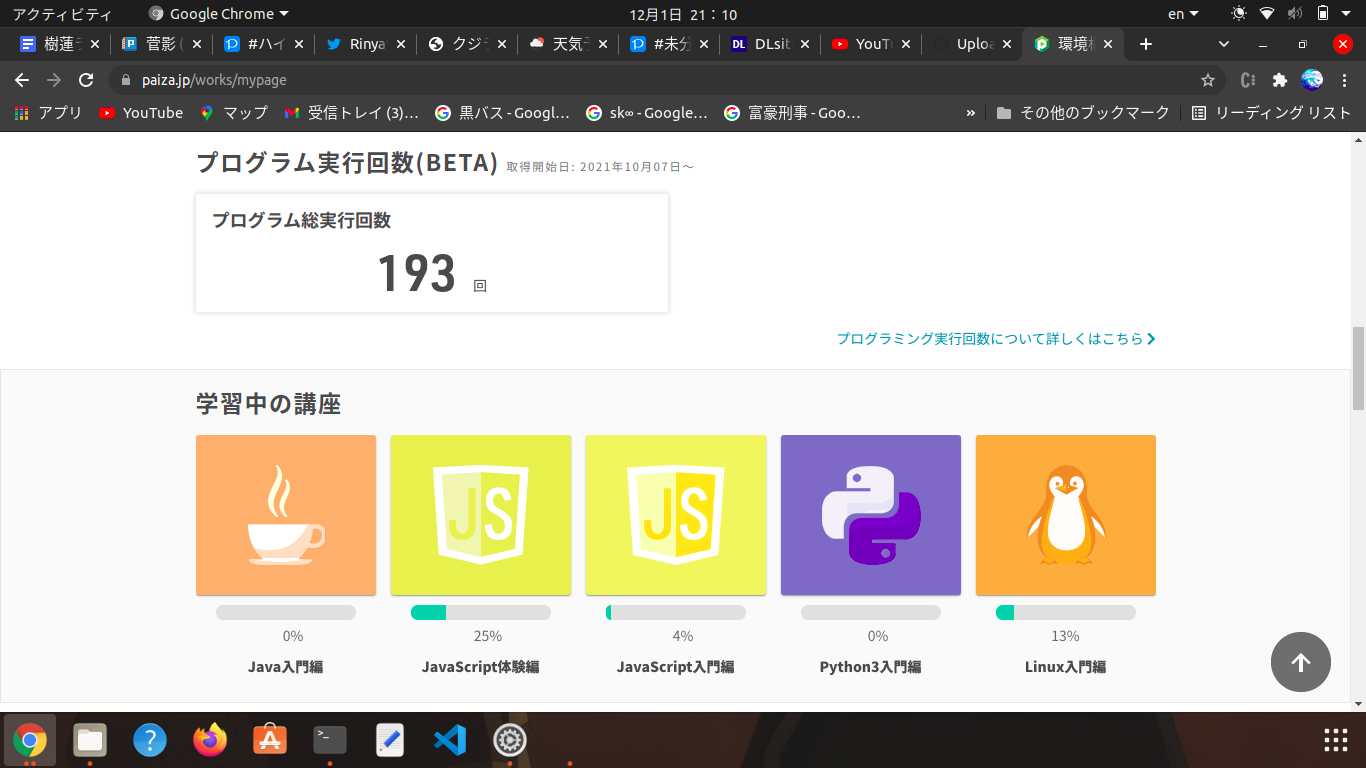 アクティビティ Google Chrome 12月1日 21：10 en
樹蓮 菅影 #ハイ Rinya クジラ 天気 #未分 DLsit YouTu Uploa 環境
paiza.jp/works/mypage
アプリ YouTube マップ 受信トレイ (3)… 黒バス - Googl… sk∞ - Google… 富豪刑事 - Goo… » その他のブックマーク リーディング リスト
プログラム実行回数(BETA) 取得開始日: 2021年10月07日〜
プログラム総実行回数
193 回
プログラミング実行回数について詳しくはこちら
学習中の講座
JS JS
0% 25% 4% 0% 13%
Java入門編 JavaScript体験編 JavaScript入門編 Python3入門編 Linux入門編